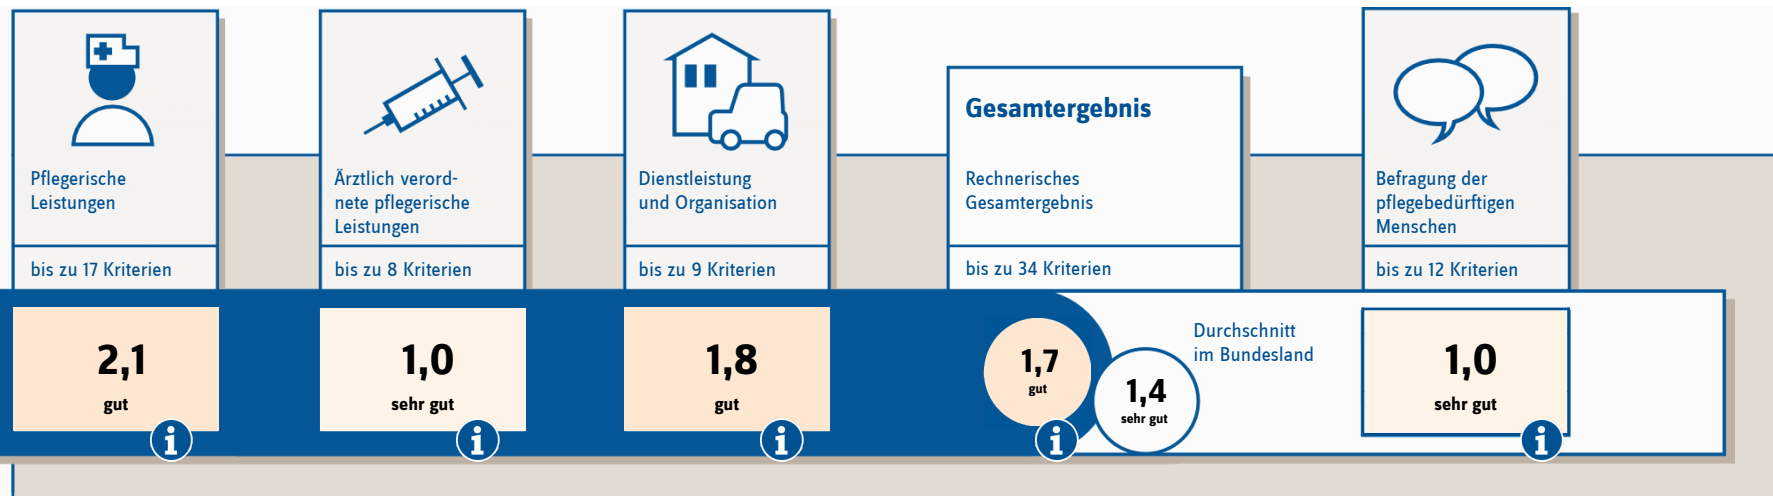 Pflegerische
Leistungen
bis zu 17 Kriterien
2,1
gut
i
Ärztlich verord-
nete pflegerische
Leistungen
bis zu 8 Kriterien
1,0
sehr gut
i
Dienstleistung
und Organisation
bis zu 9 Kriterien
1,8
gut
i
Gesamtergebnis
Rechnerisches
Gesamtergebnis
bis zu 34 Kriterien
1,7
gut
i
Durchschnitt
im Bundesland
1,4
sehr gut
Befragung der
pflegebedürftigen
Menschen
bis zu 12 Kriterien
1,0
sehr gut
i